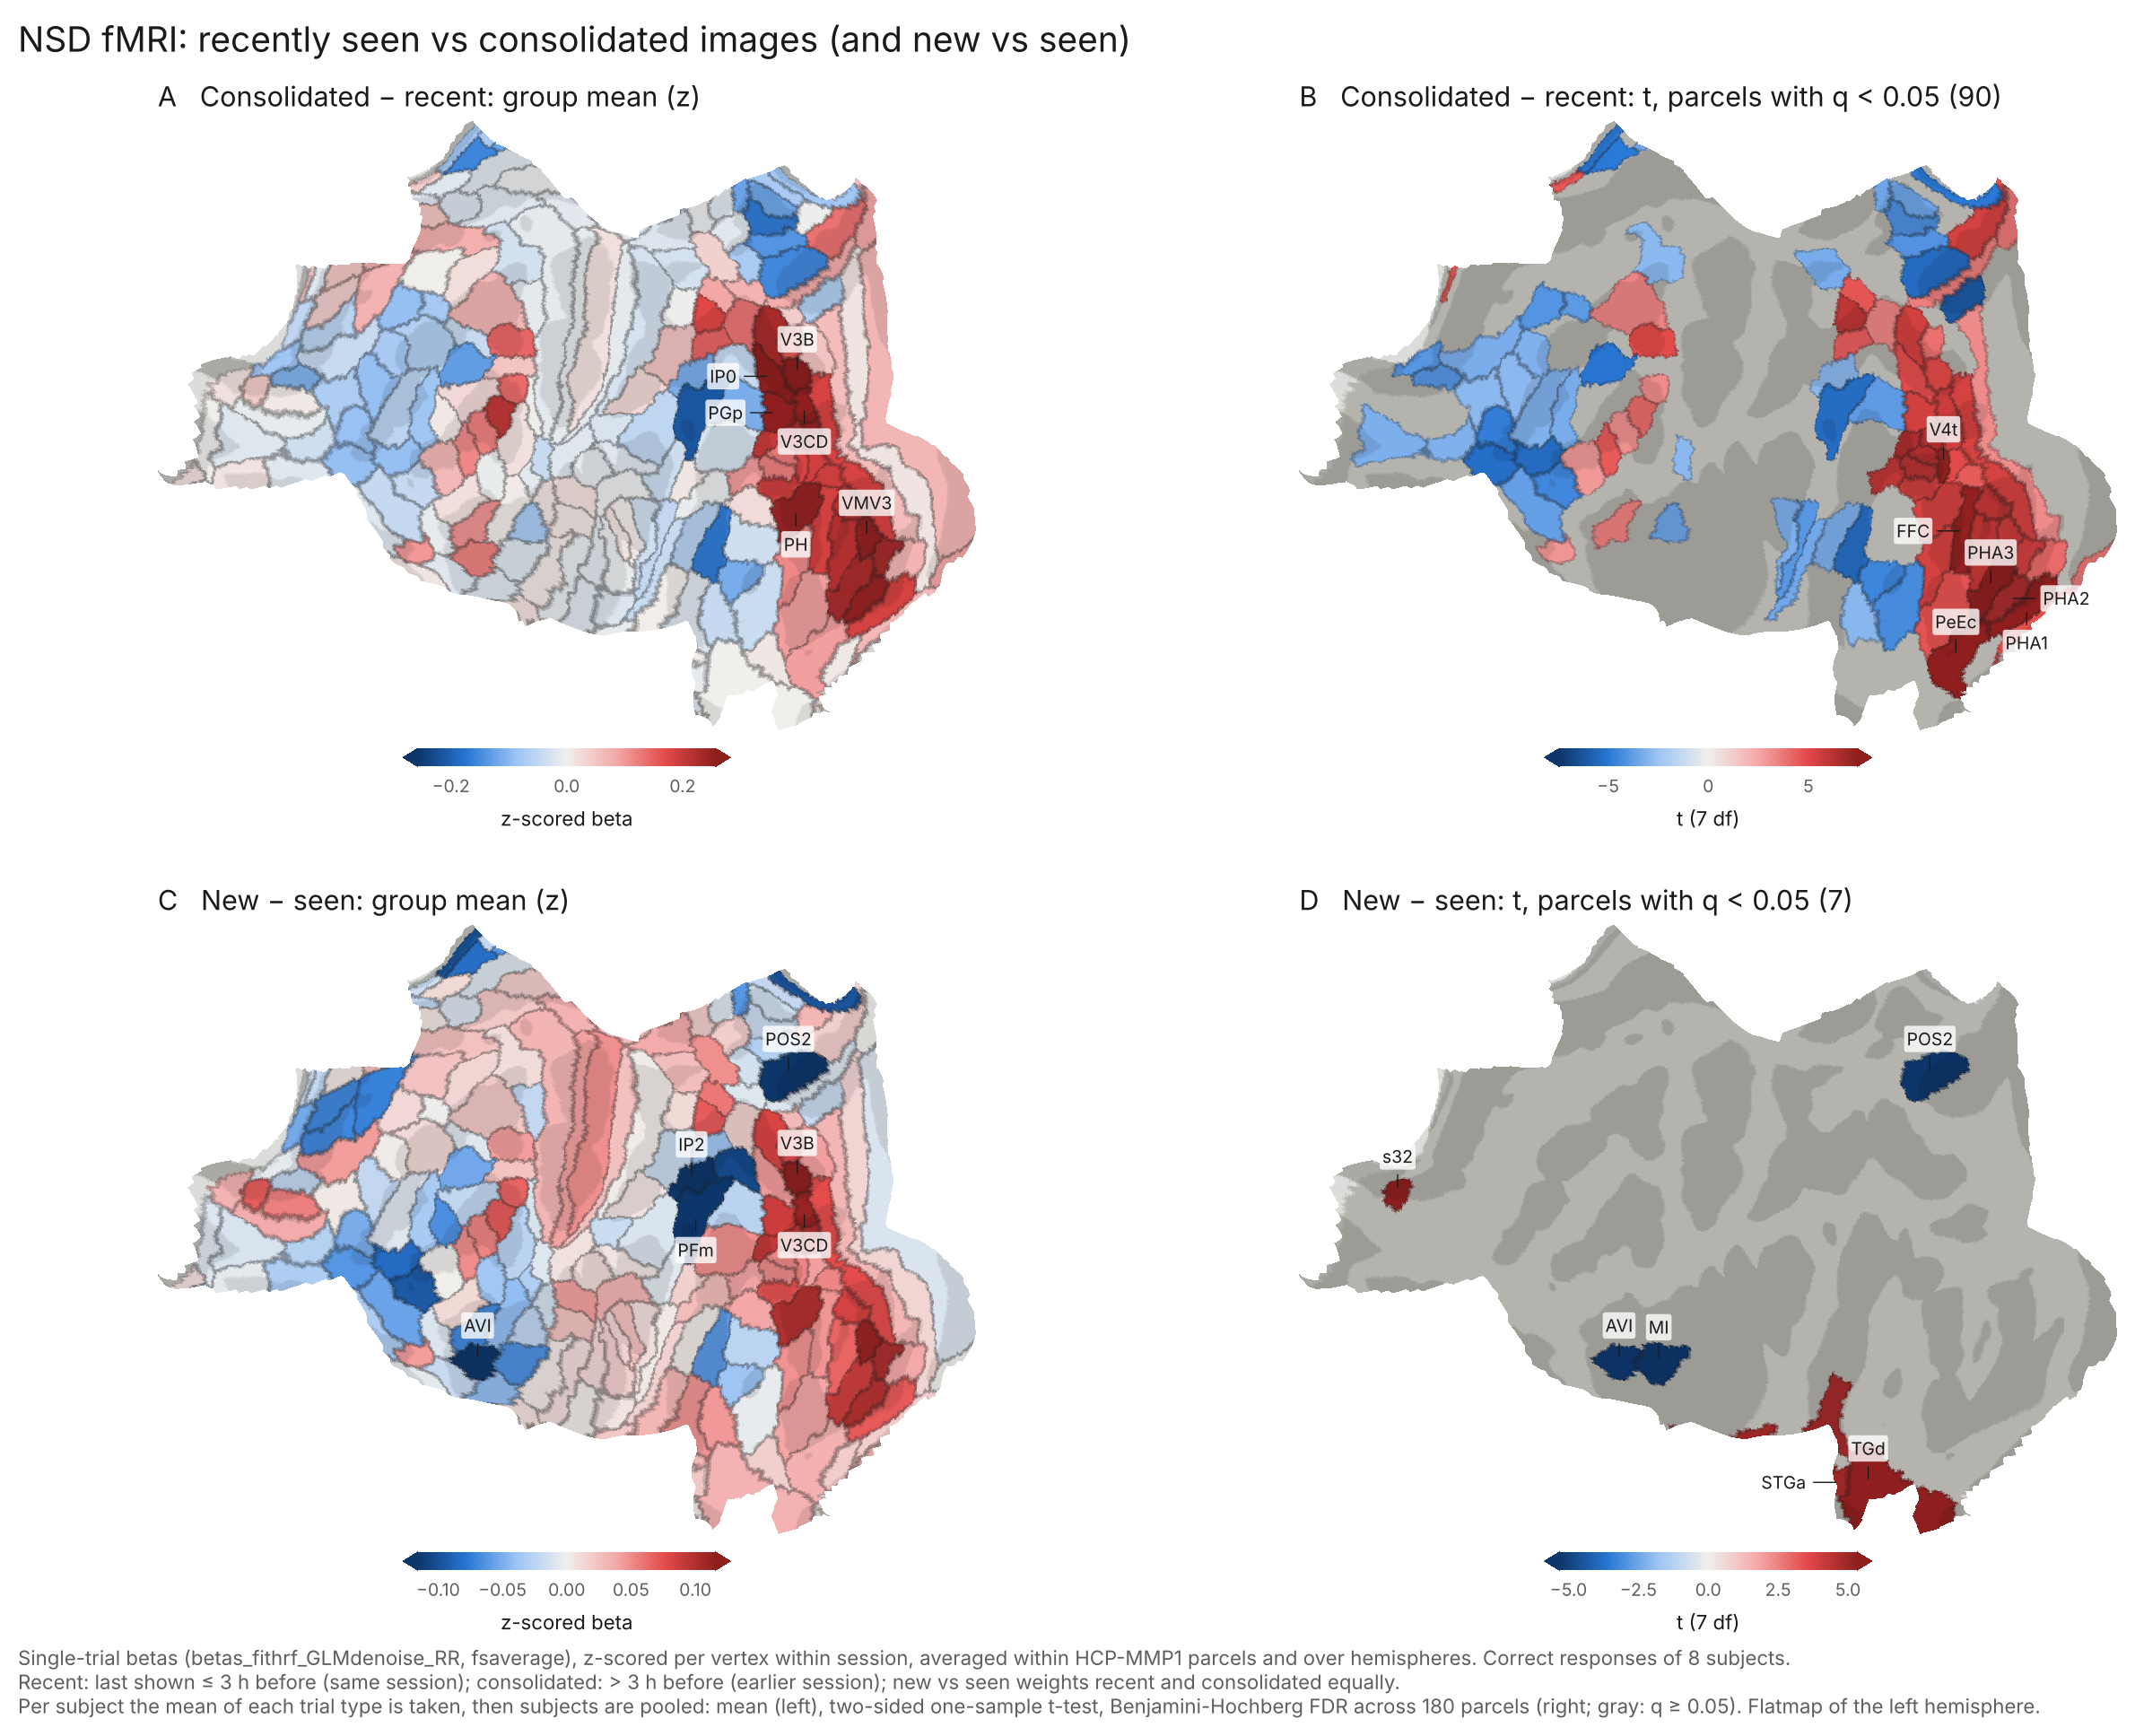 NSD fMRI: recently seen vs consolidated images (and new vs seen)
A Consolidated − recent: group mean (z)
V3B
IP0
PGp
V3CD
VMV3
PH
−0.2 0.0 0.2
z-scored beta
B Consolidated − recent: t, parcels with q < 0.05 (90)
V4t
FFC
PHA3
PHA2
PeEc
PHA1
−5 0 5
t (7 df)
C New − seen: group mean (z)
POS2
IP2
V3B
PFm
V3CD
AVI
−0.10 −0.05 0.00 0.05 0.10
z-scored beta
D New − seen: t, parcels with q < 0.05 (7)
POS2
s32
AVI MI
TGd
STGa
−5.0 −2.5 0.0 2.5 5.0
t (7 df)
Single-trial betas (betas_fithrf_GLMdenoise_RR, fsaverage), z-scored per vertex within session, averaged within HCP-MMP1 parcels and over hemispheres. Correct responses of 8 subjects.
Recent: last shown ≤ 3 h before (same session); consolidated: > 3 h before (earlier session); new vs seen weights recent and consolidated equally.
Per subject the mean of each trial type is taken, then subjects are pooled: mean (left), two-sided one-sample t-test, Benjamini-Hochberg FDR across 180 parcels (right; gray: q ≥ 0.05). Flatmap of the left hemisphere.